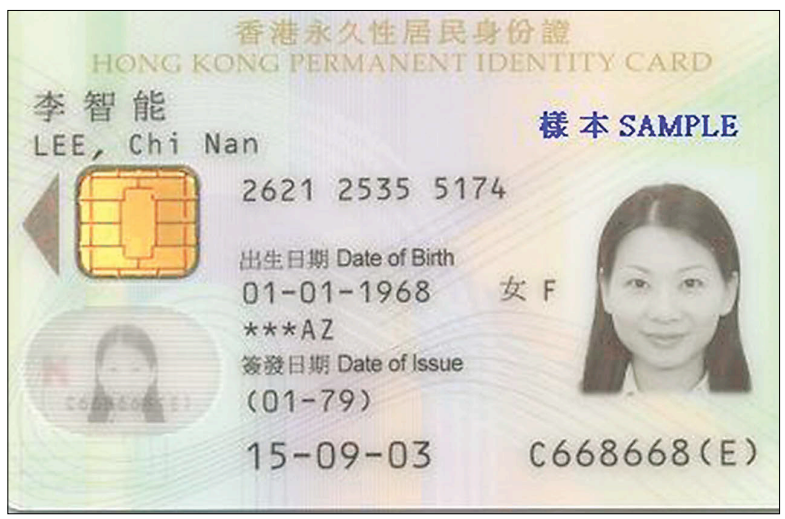 香港永久性居民身份證
HONG KONG PERMANENT IDENTITY CARD
李智能
LEE, Chi Nan
樣本 SAMPLE
2621 2535 5174
出生日期 Date of Birth
01-01-1968 女 F
***AZ
簽發日期 Date of Issue
(01-79)
15-09-03
C668668(E)